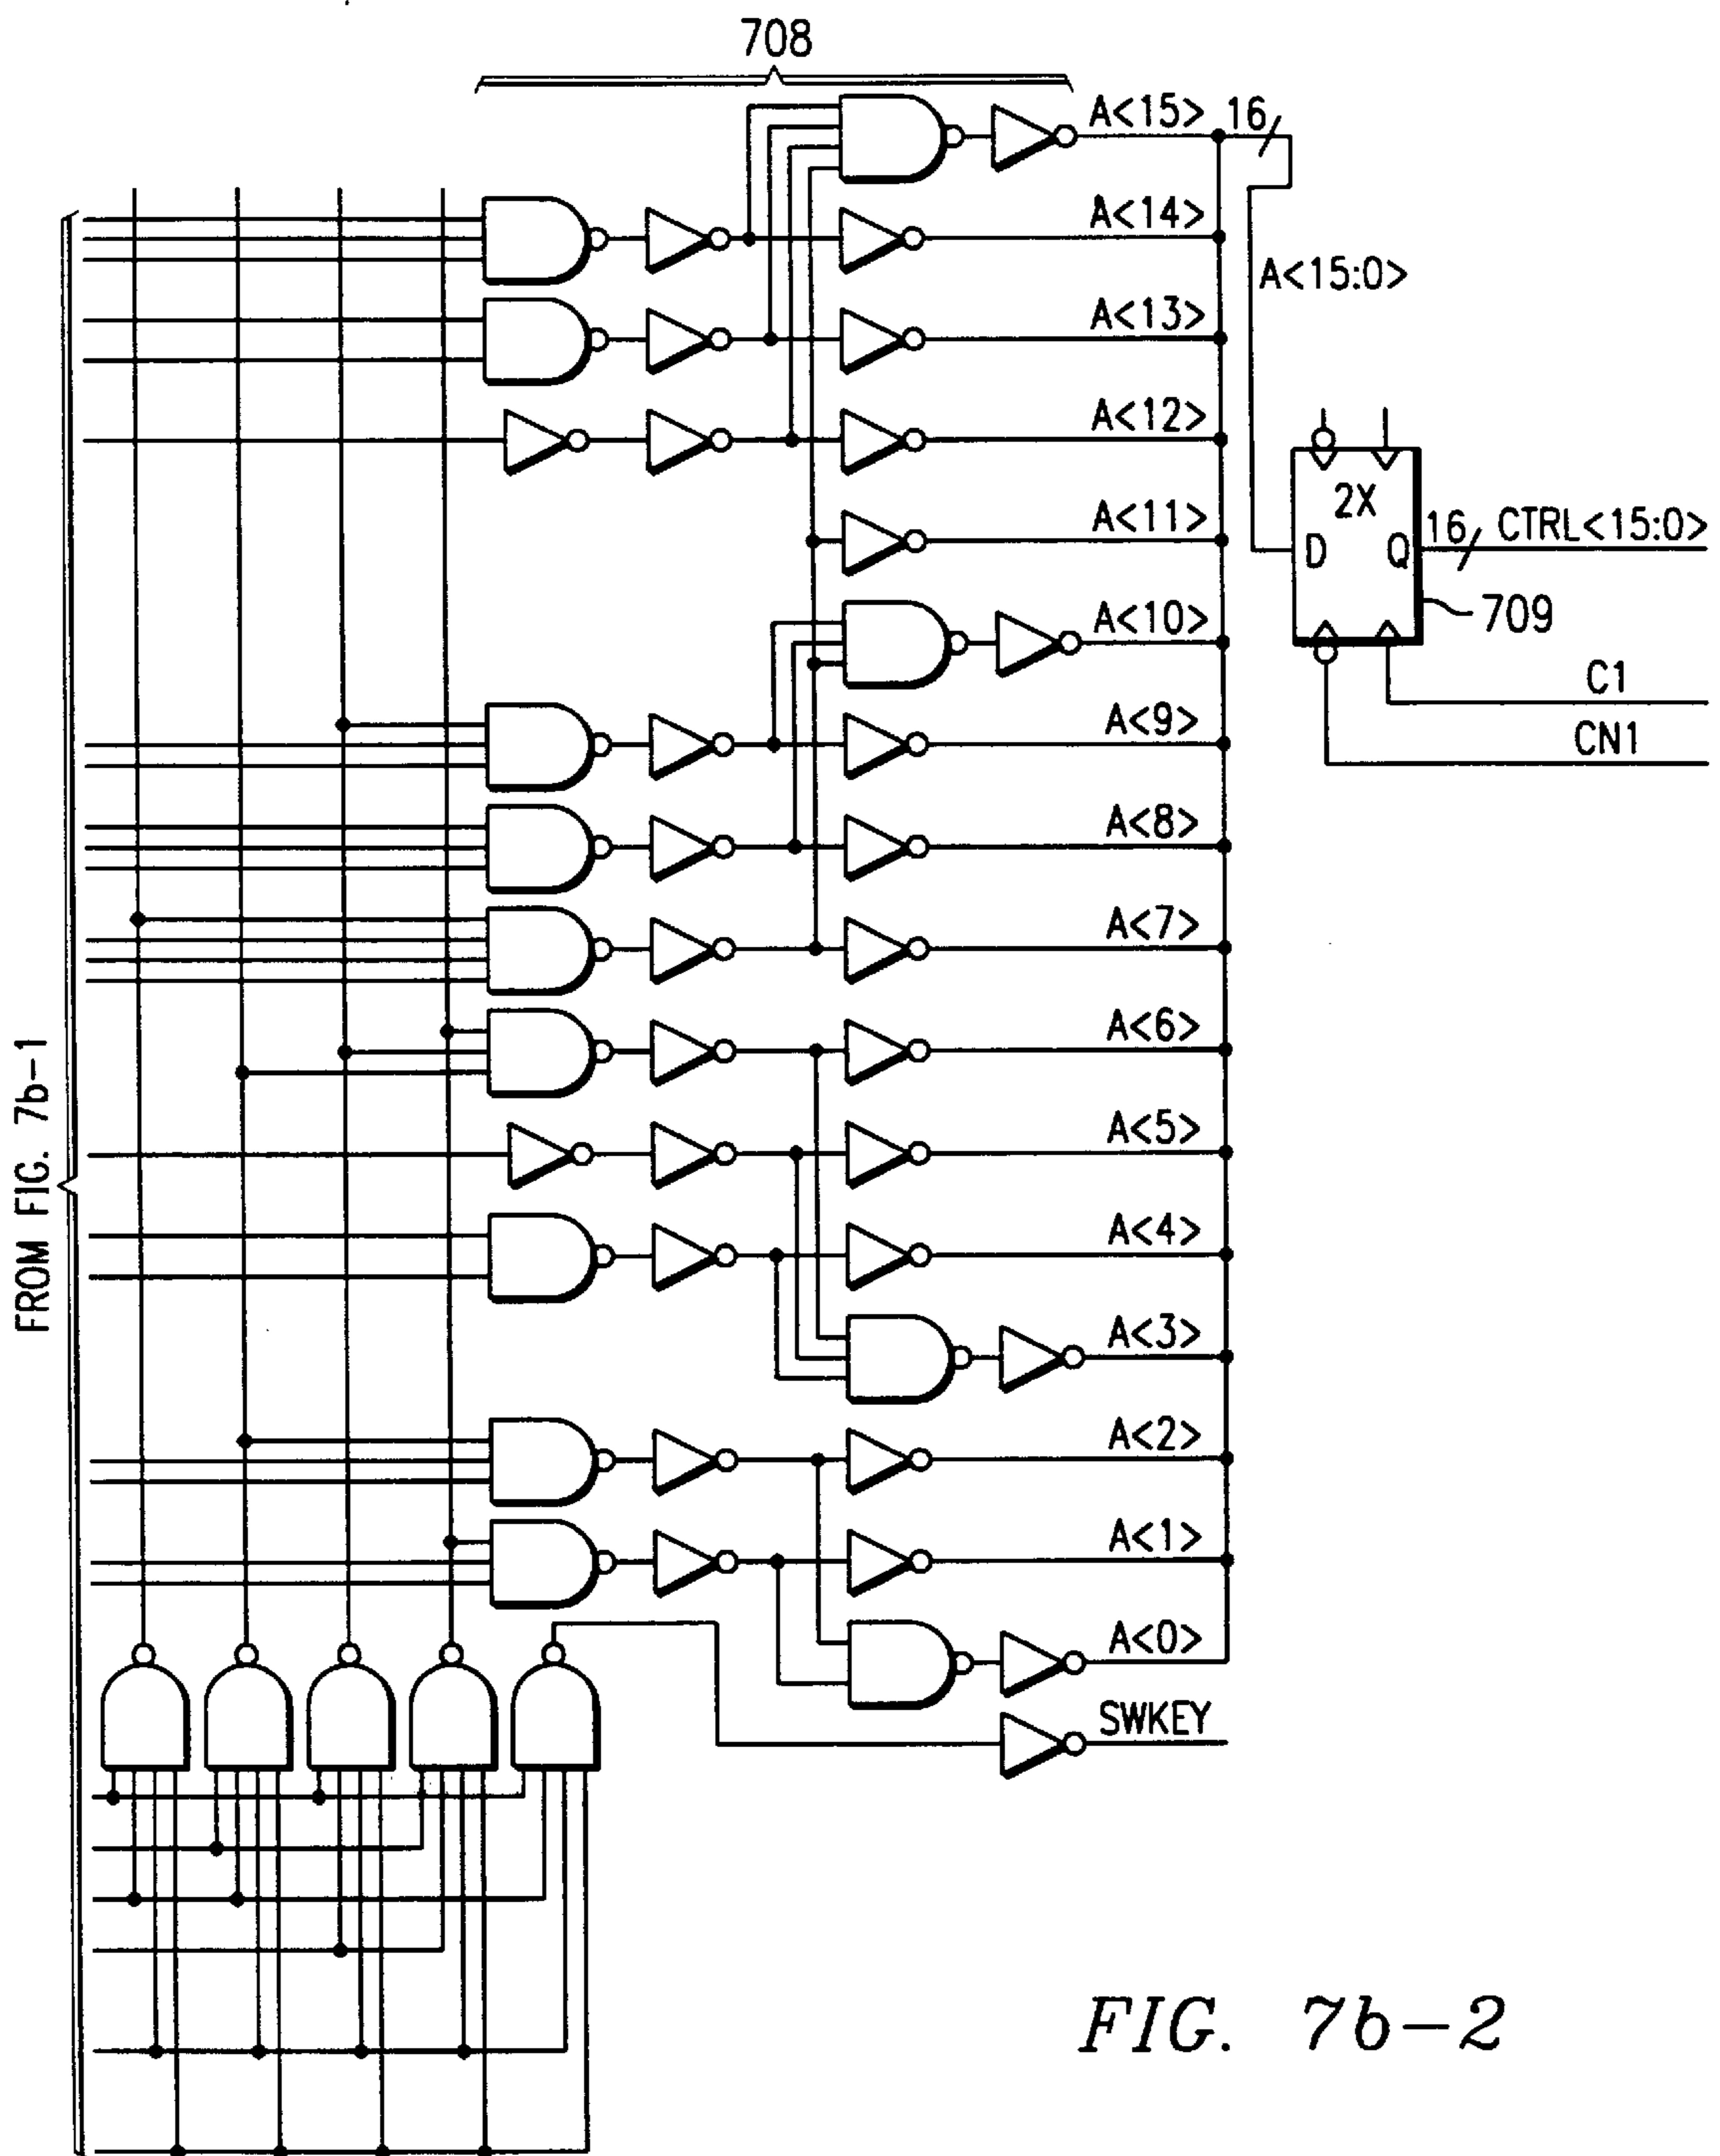 708
A<15>
16
A<14>
A<15:0>
A<13>
A<12>
2X
A<11>
D
Q
16
CTRL<15:0>
709
A<10>
C1
A<9>
CN1
A<8>
A<7>
A<6>
FROM FIG. 7b-1
A<5>
A<4>
A<3>
A<2>
A<1>
A<0>
SWKEY
FIG. 7b-2